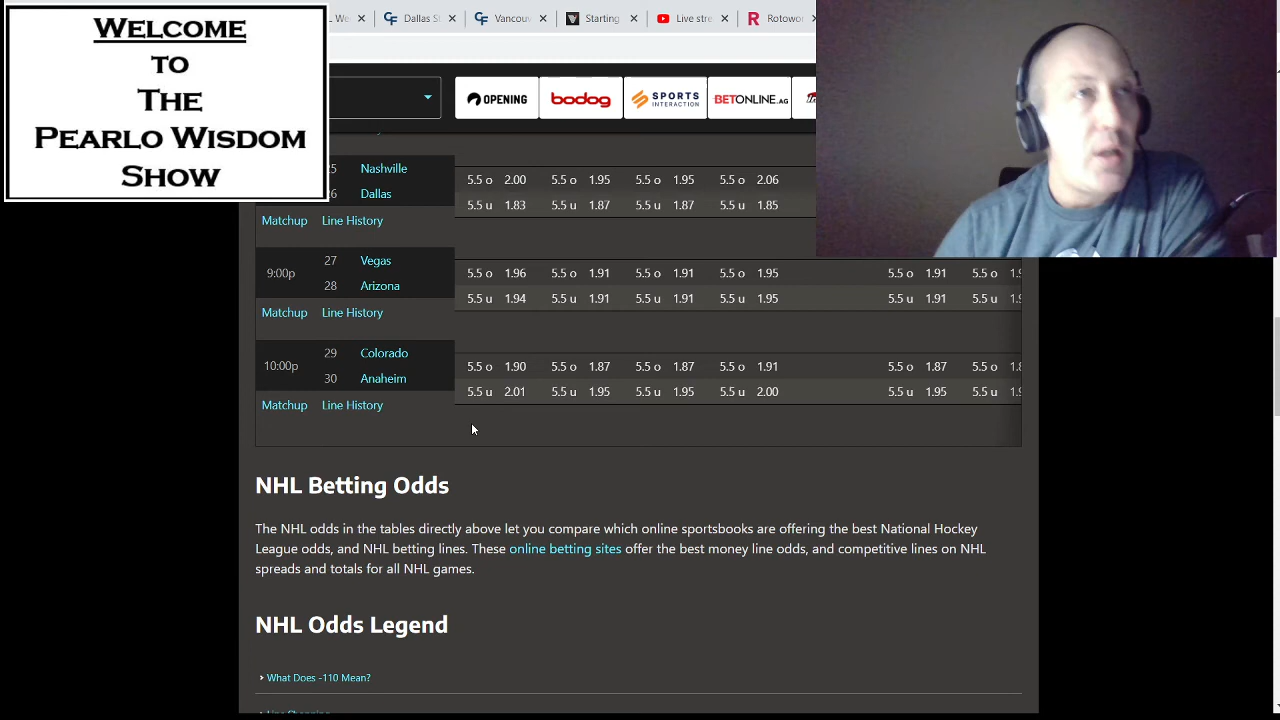 WELCOME
TO
THE
PEARLO WISDOM
SHOW
Dallas St
Vancouv
Starting
Live stre
Rotowor
OPENING bodog SPORTS INTERACTION BETONLINE.AG
Nashville 5.5 o 2.00 5.5 o 1.95 5.5 o 1.95 5.5 o 2.06
Dallas 5.5 u 1.83 5.5 u 1.87 5.5 u 1.87 5.5 u 1.85
Matchup Line History
9:00p
27 Vegas 5.5 o 1.96 5.5 o 1.91 5.5 o 1.91 5.5 o 1.95 5.5 o 1.91 5.5 o
28 Arizona 5.5 u 1.94 5.5 u 1.91 5.5 u 1.91 5.5 u 1.95 5.5 u 1.91 5.5 u
Matchup Line History
10:00p
29 Colorado 5.5 o 1.90 5.5 o 1.87 5.5 o 1.87 5.5 o 1.91 5.5 o 1.87 5.5 o
30 Anaheim 5.5 u 2.01 5.5 u 1.95 5.5 u 1.95 5.5 u 2.00 5.5 u 1.95 5.5 u
Matchup Line History
NHL Betting Odds
The NHL odds in the tables directly above let you compare which online sportsbooks are offering the best National Hockey
League odds, and NHL betting lines. These online betting sites offer the best money line odds, and competitive lines on NHL
spreads and totals for all NHL games.
NHL Odds Legend
What Does -110 Mean?